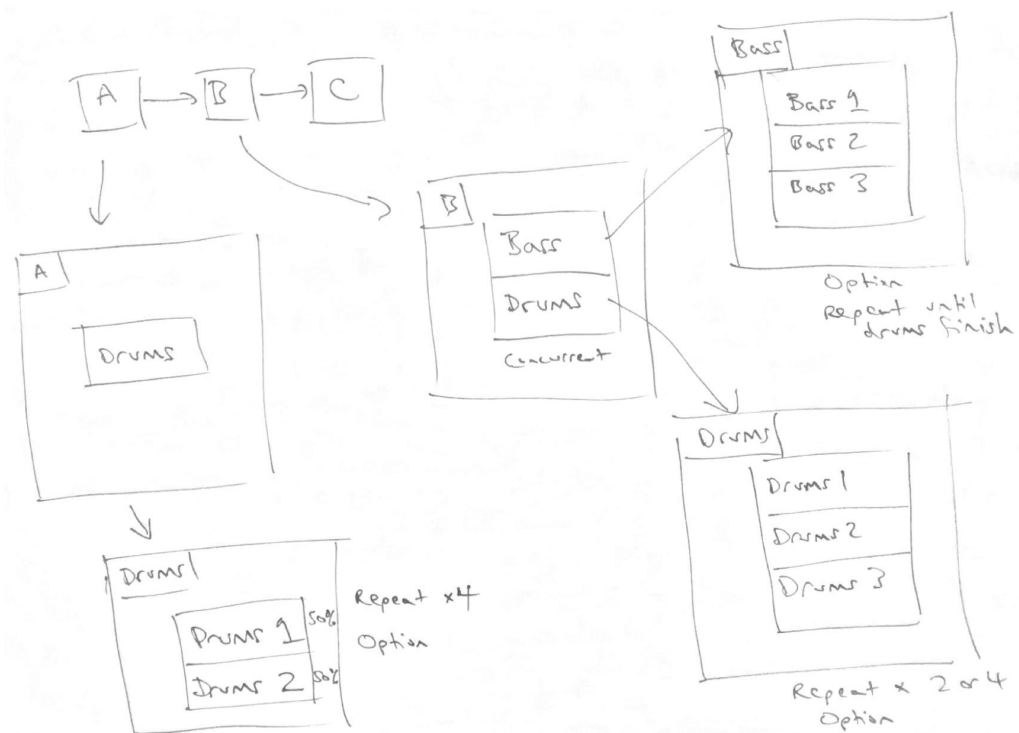 A
B
C
A
Drums
Drums
Drums 1
50%
Drums 2
50%
Repeat x4
Option
B
Bass
Drums
Concurrent
Bass
Bass 1
Bass 2
Bass 3
Option
Repeat until
drums finish
Drums
Drums 1
Drums 2
Drums 3
Repeat x 2 or 4
Option